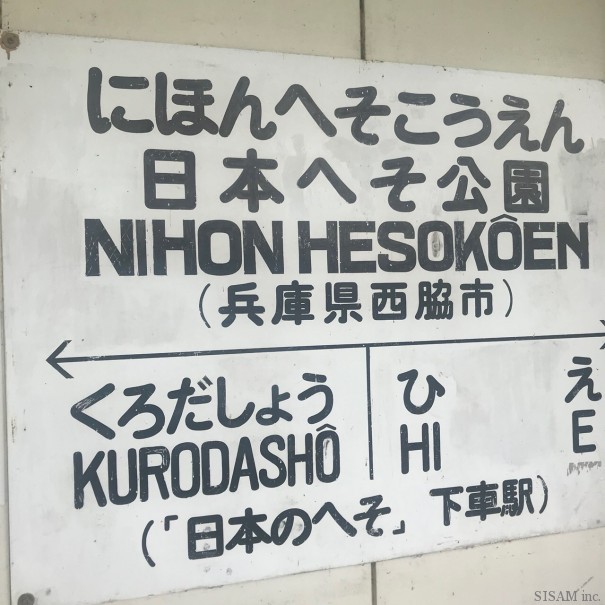 にほんへそこうえん
日本へそ公園
NIHON HESOKÔEN
（兵庫県西脇市）
くろだしょう ひ え
KURODASHÔ HI E
（「日本のへそ」下車駅）
SISAM inc.